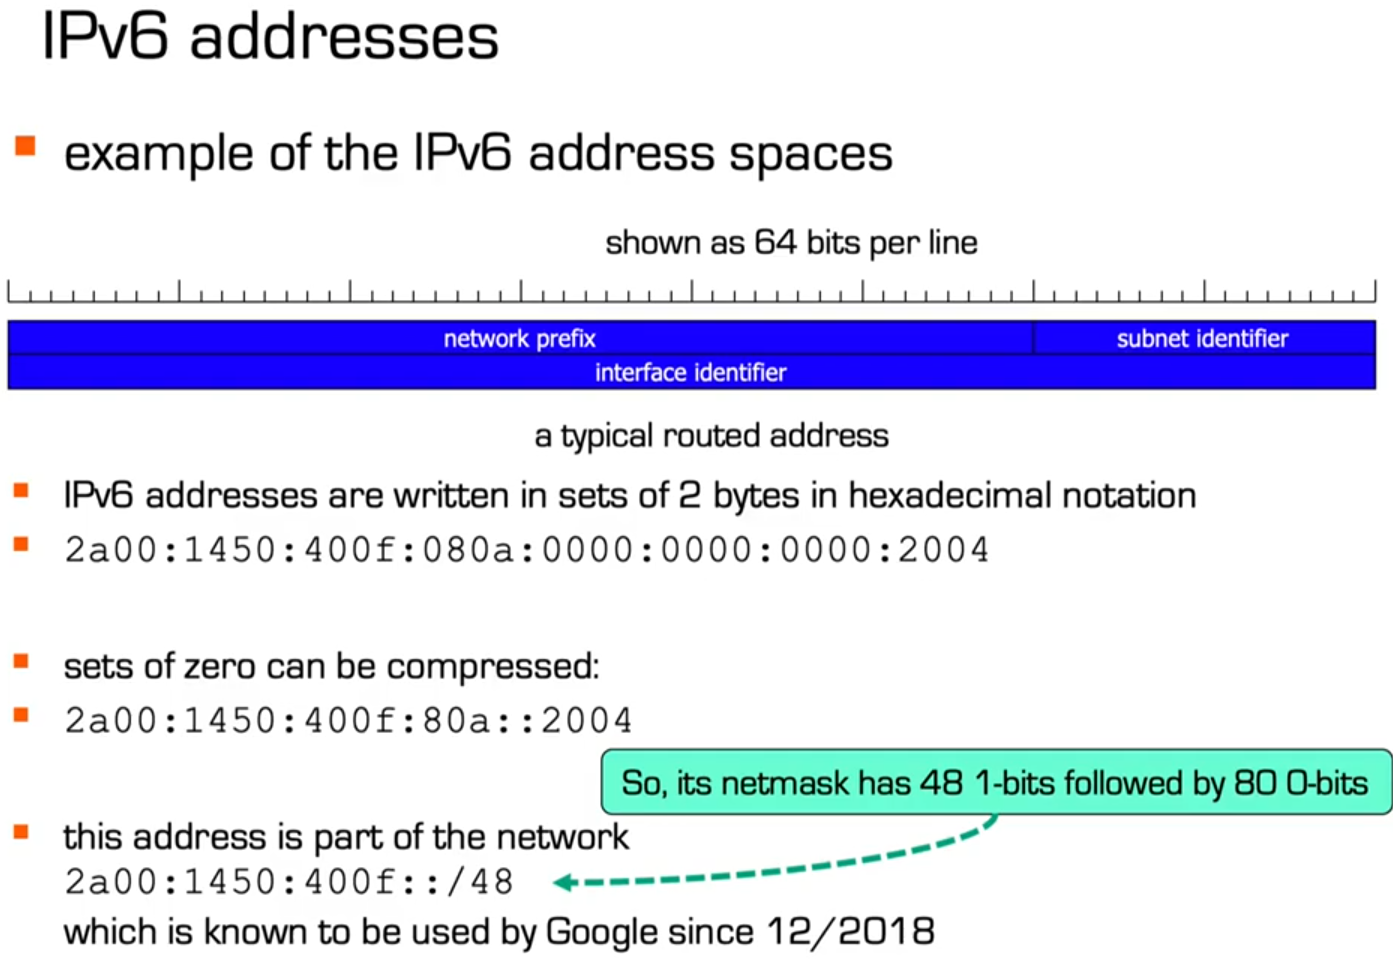 IPv6 addresses
example of the IPv6 address spaces
shown as 64 bits per line
network prefix subnet identifier
interface identifier
a typical routed address
IPv6 addresses are written in sets of 2 bytes in hexadecimal notation
2a00:1450:400f:080a:0000:0000:0000:2004
sets of zero can be compressed:
2a00:1450:400f:80a::2004
So, its netmask has 48 1-bits followed by 80 0-bits
this address is part of the network
2a00:1450:400f::/48
which is known to be used by Google since 12/2018